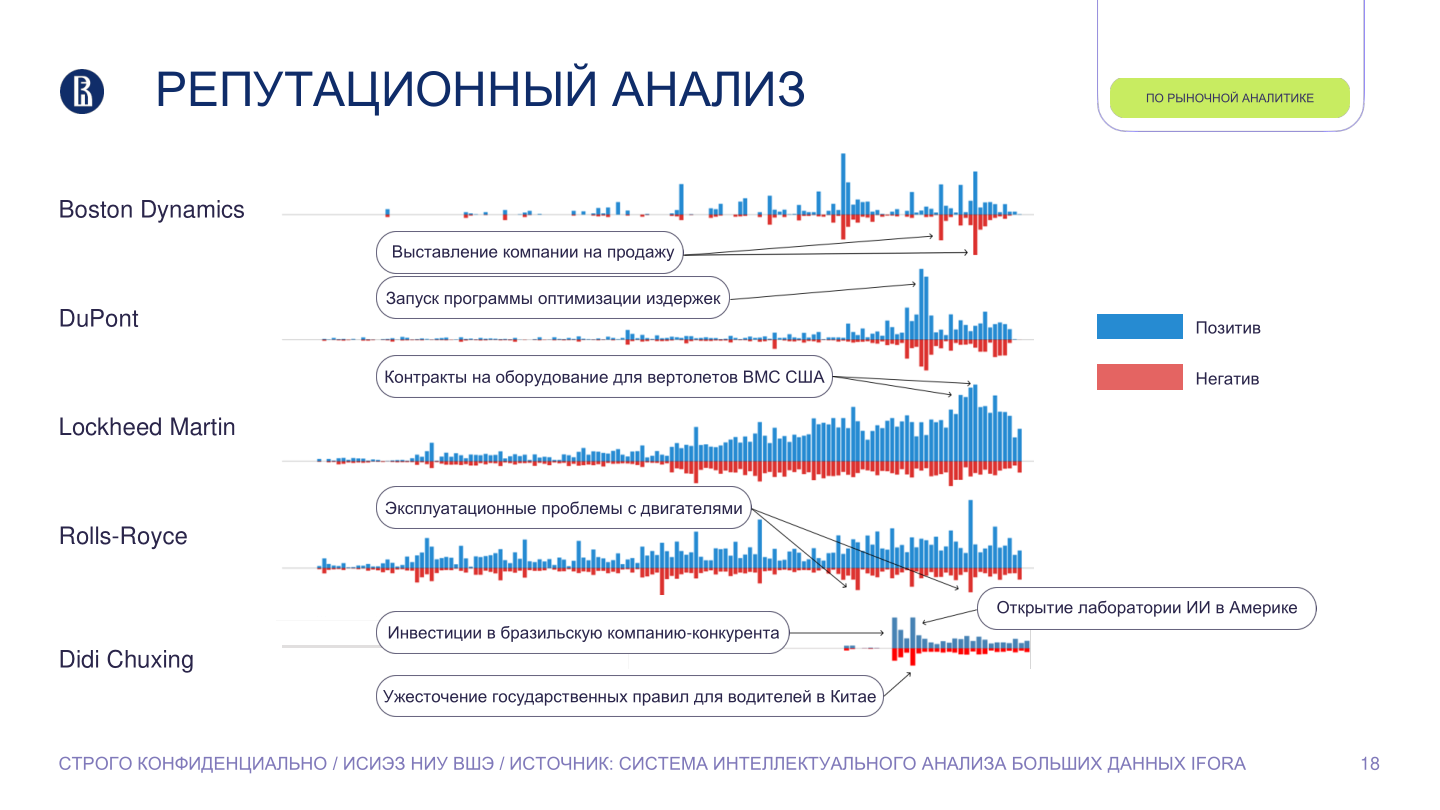 РЕПУТАЦИОННЫЙ АНАЛИЗ
ПО РЫНОЧНОЙ АНАЛИТИКЕ
Boston Dynamics
Выставление компании на продажу
Запуск программы оптимизации издержек
DuPont
Позитив
Контракты на оборудование для вертолетов ВМС США
Негатив
Lockheed Martin
Эксплуатационные проблемы с двигателями
Rolls-Royce
Открытие лаборатории ИИ в Америке
Инвестиции в бразильскую компанию-конкурента
Didi Chuxing
Ужесточение государственных правил для водителей в Китае
СТРОГО КОНФИДЕНЦИАЛЬНО / ИСИЭЗ НИУ ВШЭ / ИСТОЧНИК: СИСТЕМА ИНТЕЛЛЕКТУАЛЬНОГО АНАЛИЗА БОЛЬШИХ ДАННЫХ IFORA
18